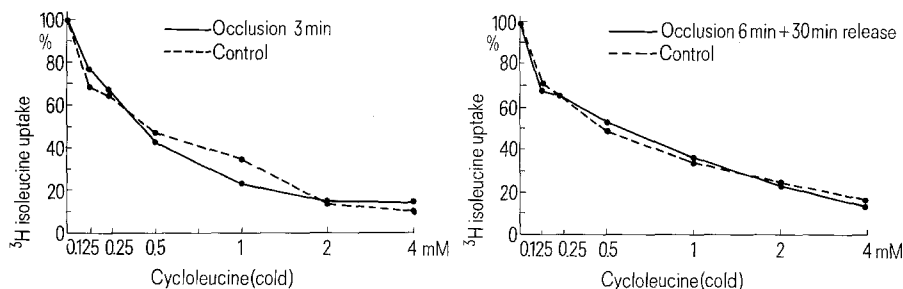 100
%
80
60
40
20
0
³H isoleucine uptake
Occlusion 3 min
Control
0.125 0.25 0.5 1 2 4 mM
Cycloleucine(cold)
100
%
80
60
40
20
0
³H isoleucine uptake
Occlusion 6 min + 30 min release
Control
0.125 0.25 0.5 1 2 4 mM
Cycloleucine (cold)